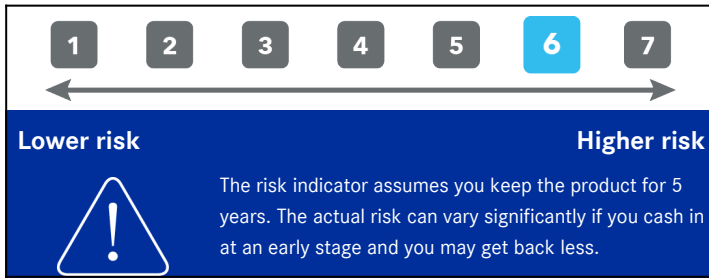 1 2 3 4 5 6 7
Lower risk Higher risk
The risk indicator assumes you keep the product for 5
years. The actual risk can vary significantly if you cash in
at an early stage and you may get back less.